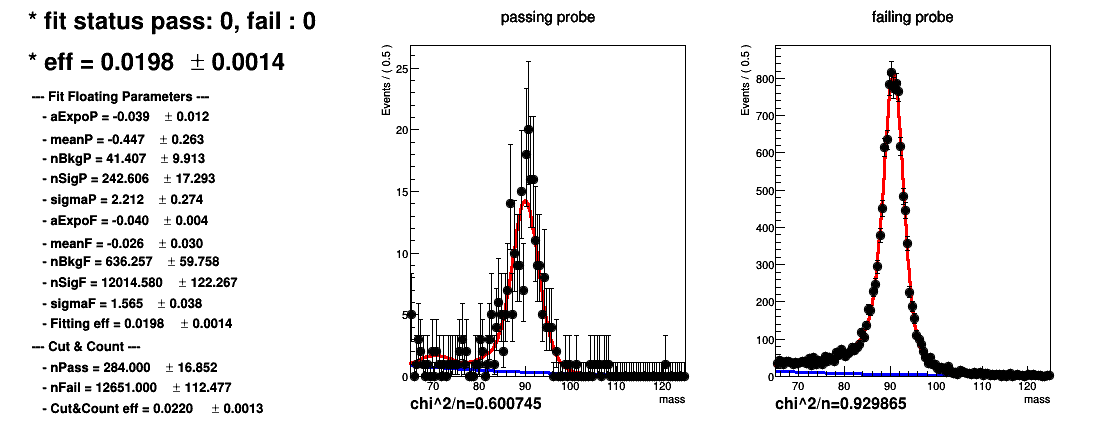 * fit status pass: 0, fail : 0
* eff = 0.0198 ± 0.0014
--- Fit Floating Parameters ---
- aExpoP = -0.039 ± 0.012
- meanP = -0.447 ± 0.263
- nBkgP = 41.407 ± 9.913
- nSigP = 242.606 ± 17.293
- sigmaP = 2.212 ± 0.274
- aExpoF = -0.040 ± 0.004
- meanF = -0.026 ± 0.030
- nBkgF = 636.257 ± 59.758
- nSigF = 12014.580 ± 122.267
- sigmaF = 1.565 ± 0.038
- Fitting eff = 0.0198 ± 0.0014
--- Cut & Count ---
- nPass = 284.000 ± 16.852
- nFail = 12651.000 ± 112.477
- Cut&Count eff = 0.0220 ± 0.0013
passing probe
Events / ( 0.5 )
25
20
15
10
5
0
70 80 90 100 110 120
mass
chi^2/n=0.600745
failing probe
Events / ( 0.5 )
800
700
600
500
400
300
200
100
0
70 80 90 100 110 120
mass
chi^2/n=0.929865